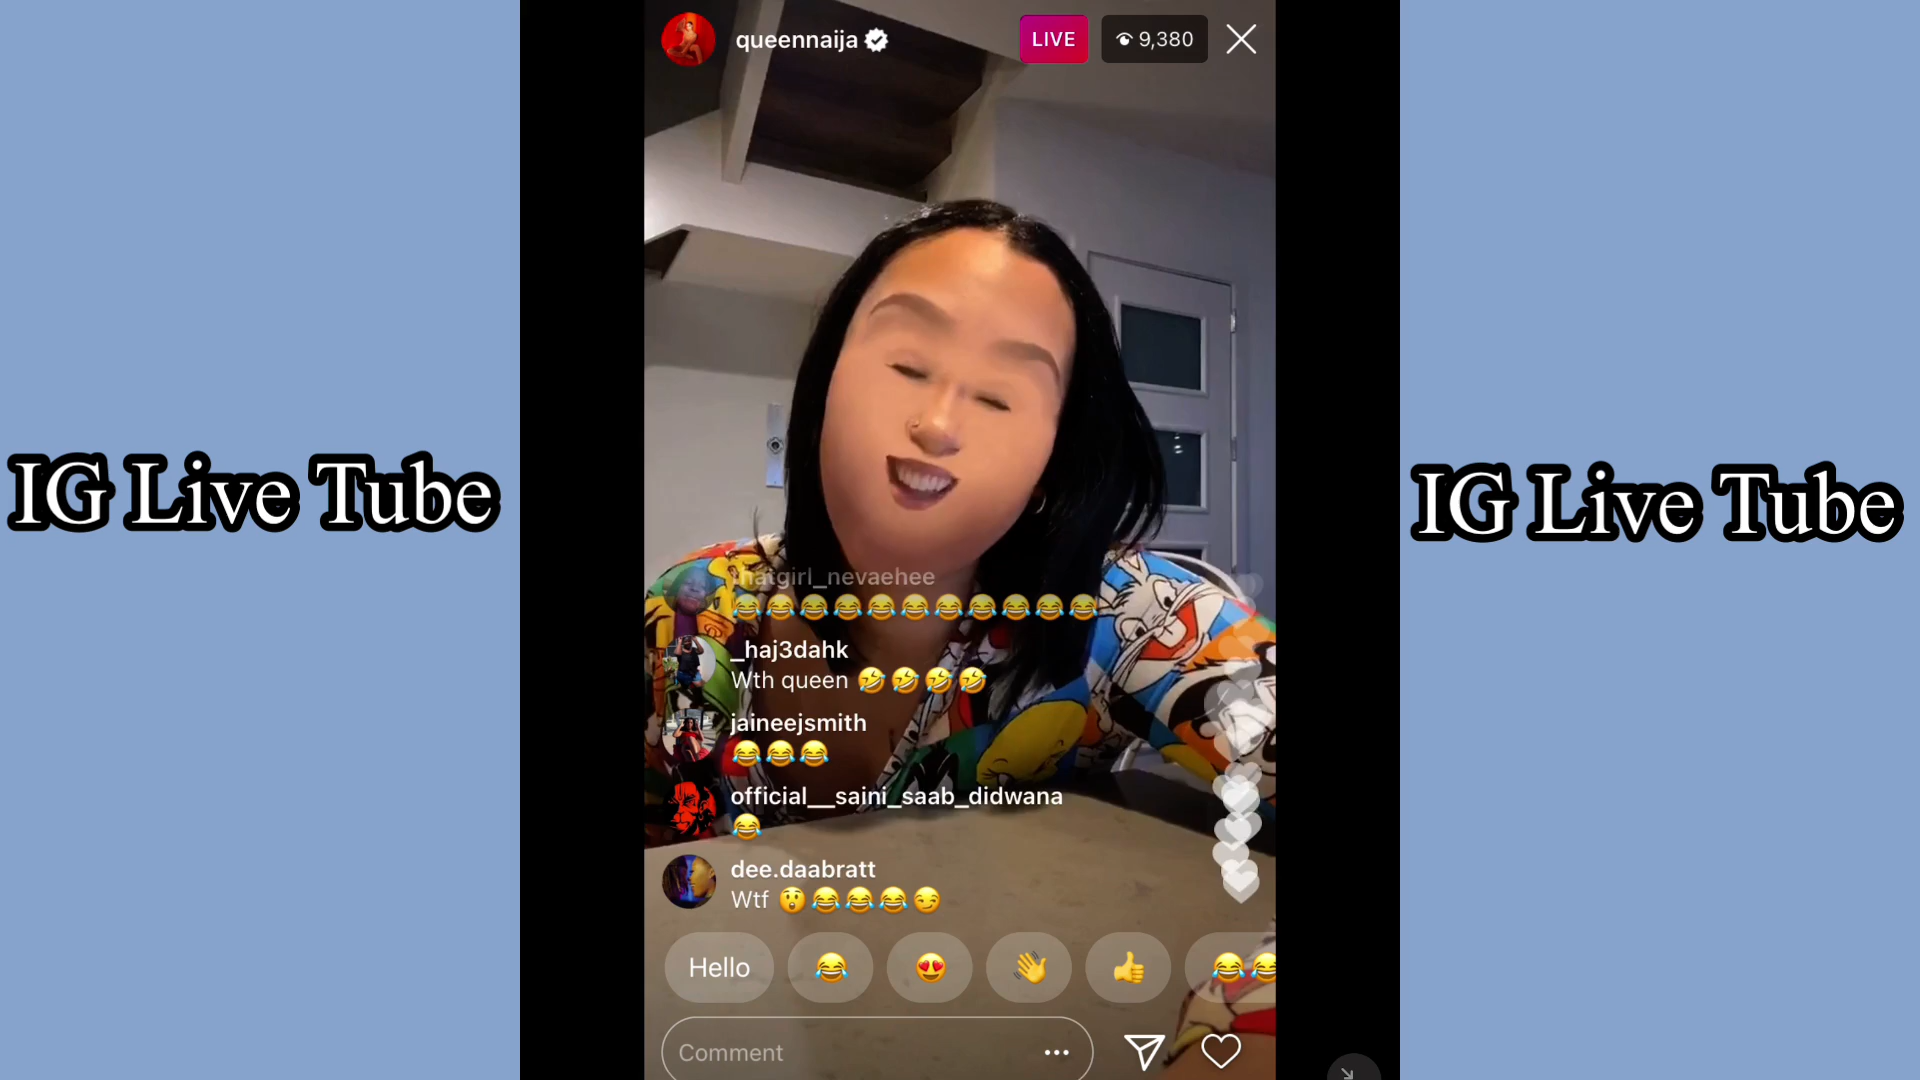 queennaija
LIVE
9,380
IG Live Tube
IG Live Tube
hatgirl_nevaehee
😂😂😂😂😂😂😂😂😂😂😂
_haj3dahk
Wth queen 🤣🤣🤣🤣
jaineejsmith
😂😂😂
official__saini_saab_didwana
😂
dee.daabratt
Wtf 😲😂😂😂😏
Hello
Comment